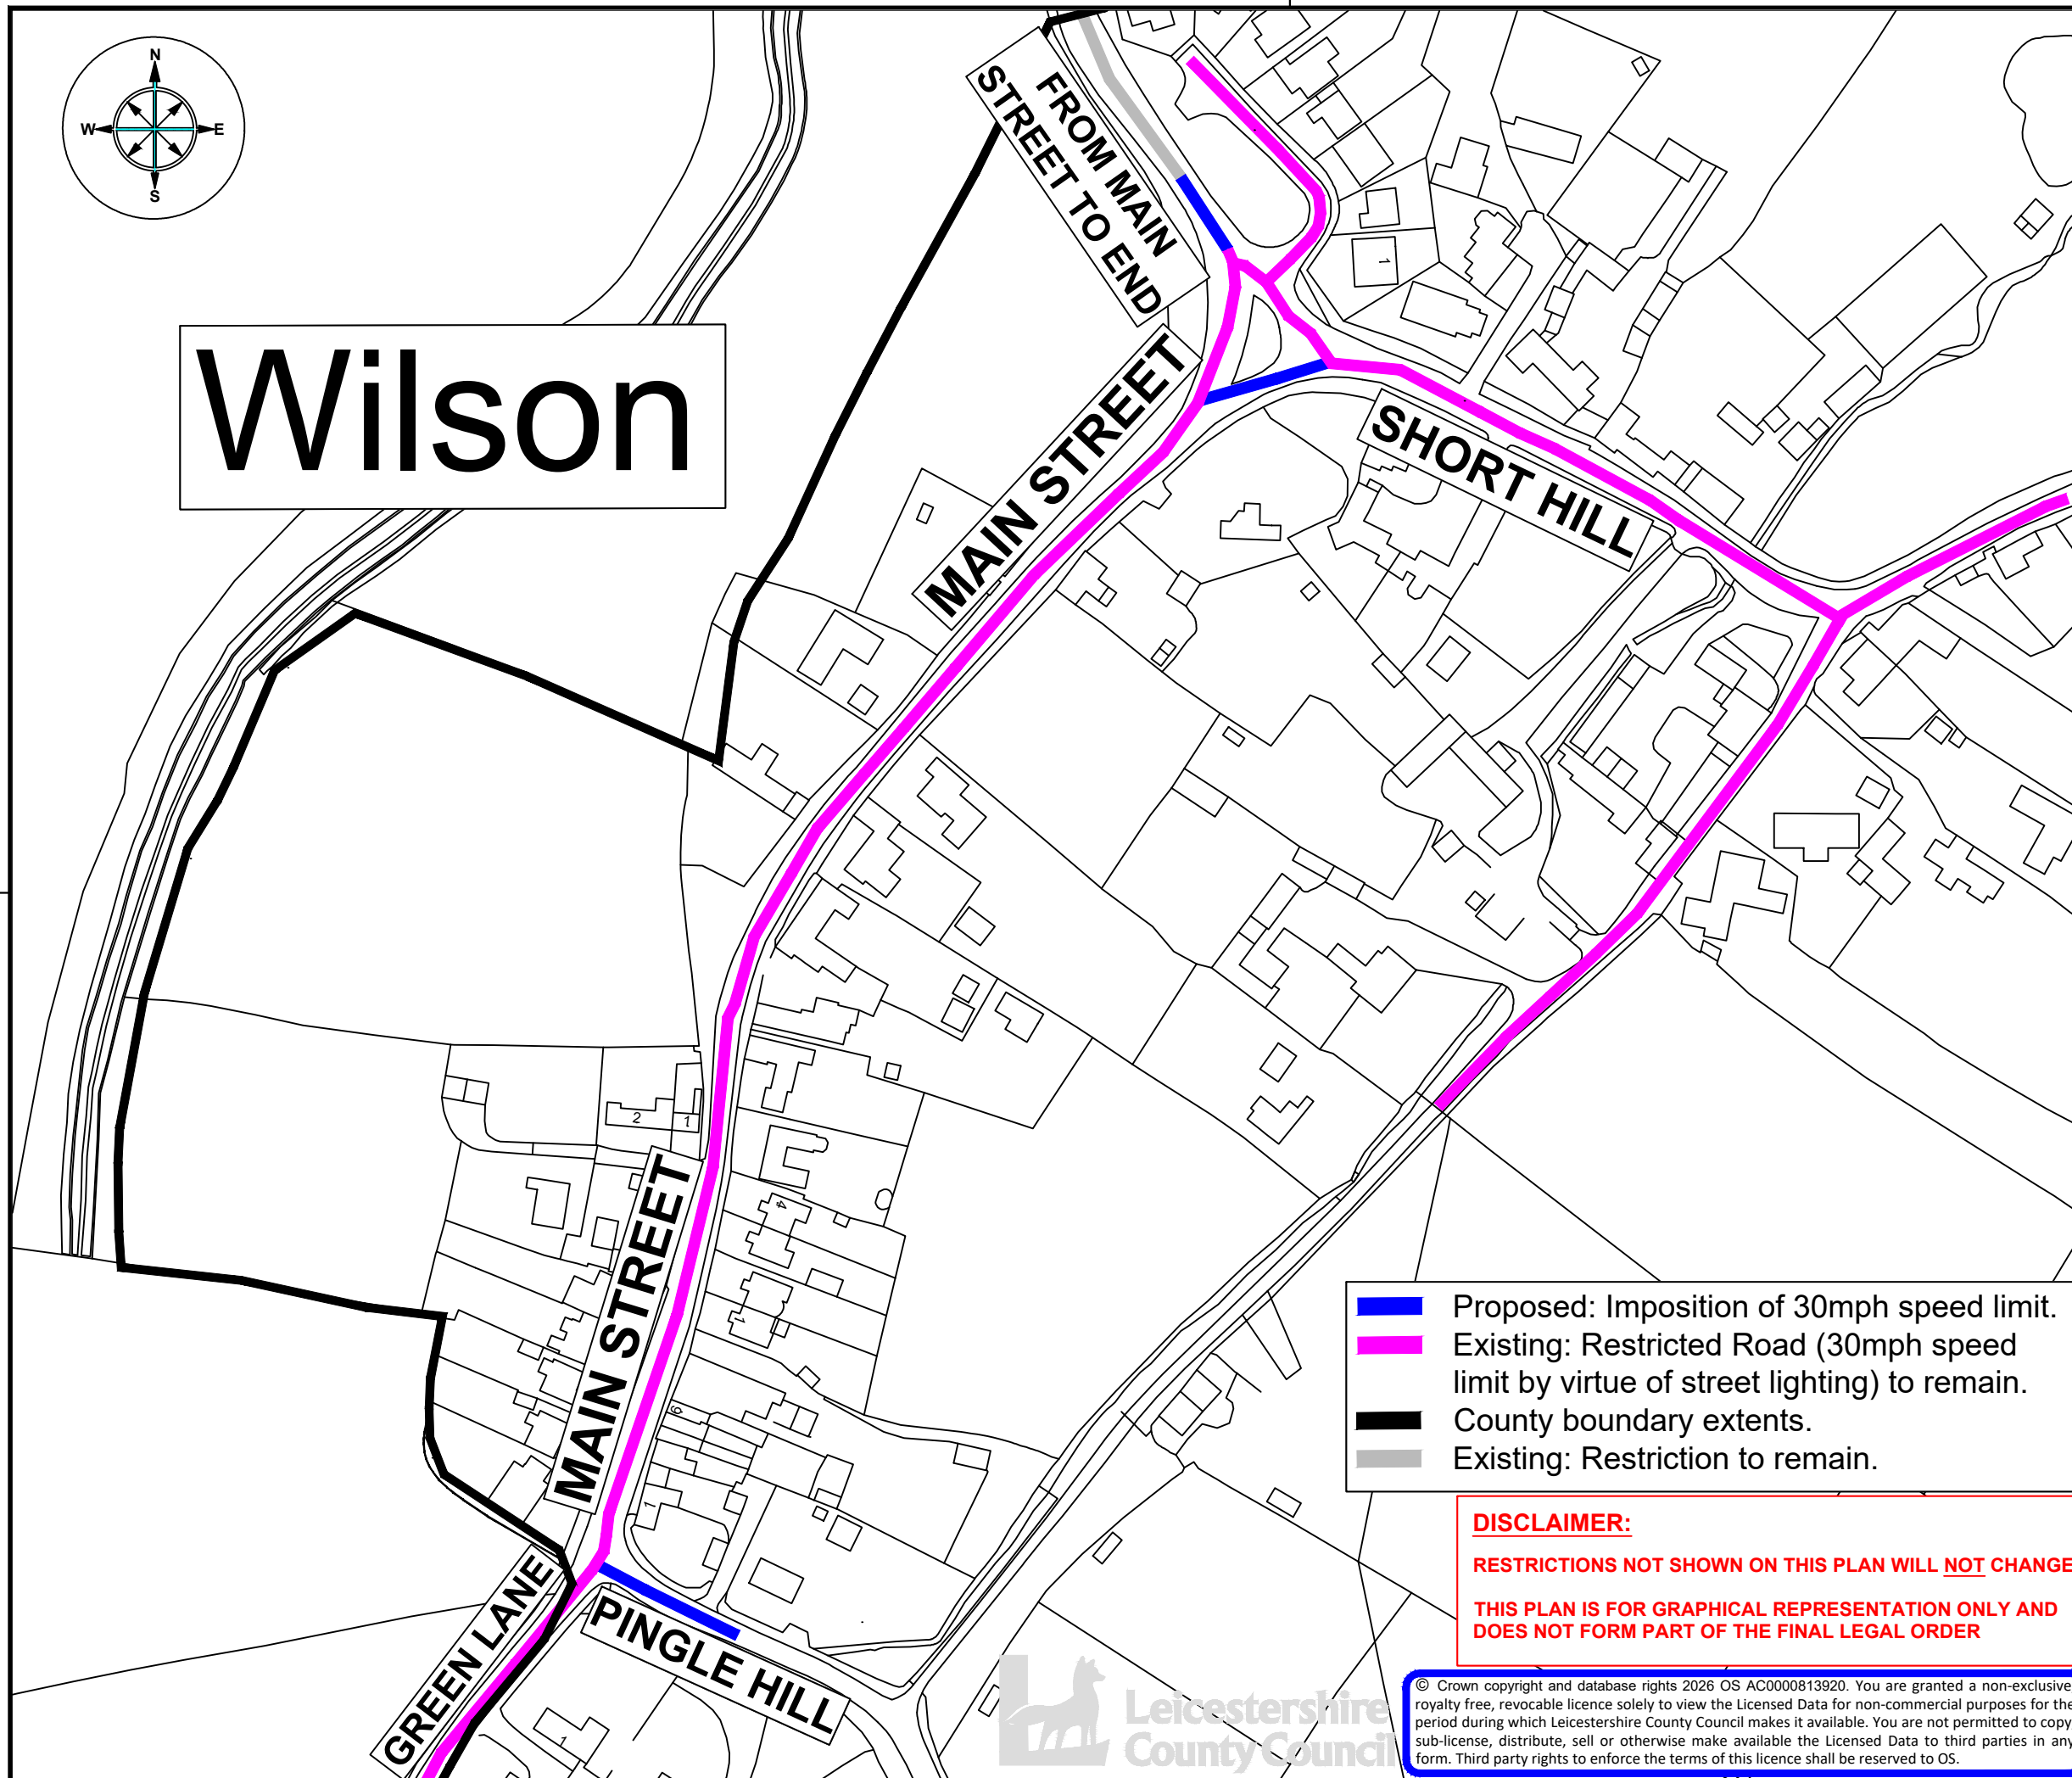 N
W
E
S
Wilson
FROM MAIN
STREET TO END
MAIN STREET
SHORT HILL
1
2
1
MAIN STREET
4
1
6
1
GREEN LANE
PINGLE HILL
1
Proposed: Imposition of 30mph speed limit.
Existing: Restricted Road (30mph speed
limit by virtue of street lighting) to remain.
County boundary extents.
Existing: Restriction to remain.
DISCLAIMER:
RESTRICTIONS NOT SHOWN ON THIS PLAN WILL NOT CHANGE
THIS PLAN IS FOR GRAPHICAL REPRESENTATION ONLY AND
DOES NOT FORM PART OF THE FINAL LEGAL ORDER
Leicestershire
County Council
© Crown copyright and database rights 2026 OS AC0000813920. You are granted a non-exclusive
royalty free, revocable licence solely to view the Licensed Data for non-commercial purposes for the
period during which Leicestershire County Council makes it available. You are not permitted to copy
sub-license, distribute, sell or otherwise make available the Licensed Data to third parties in any
form. Third party rights to enforce the terms of this licence shall be reserved to OS.